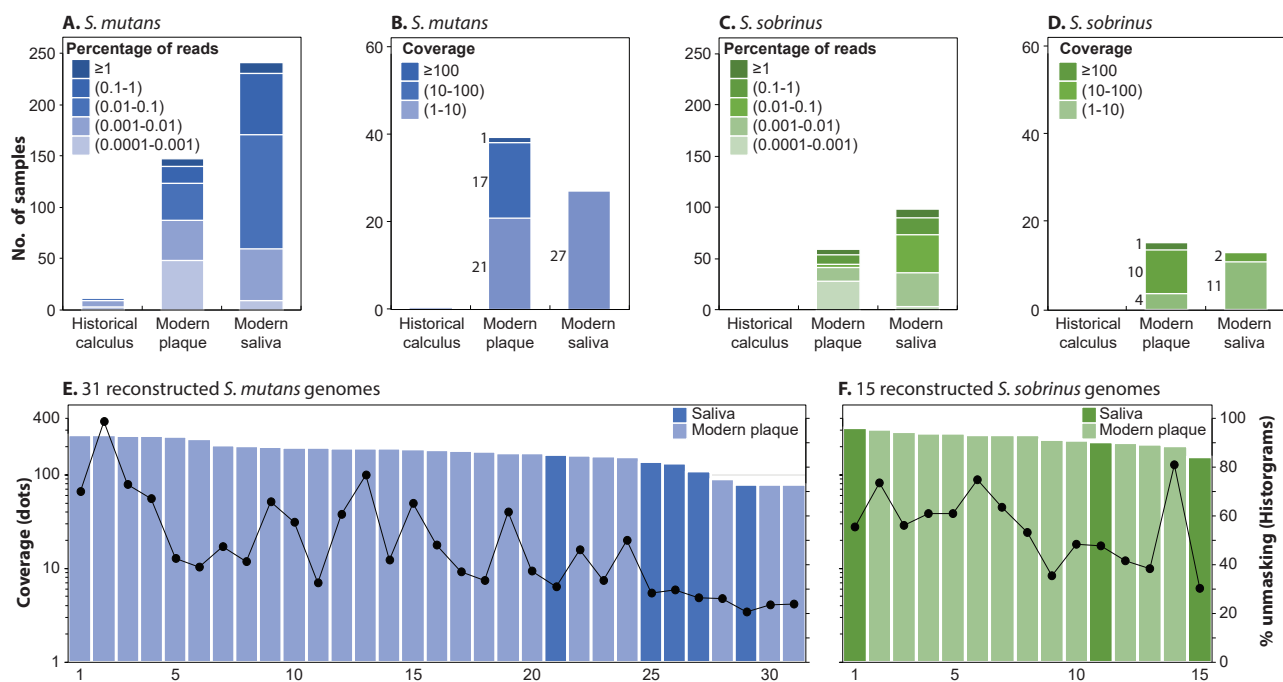 A. S. mutans
Percentage of reads
≥1
(0.1-1)
(0.01-0.1)
(0.001-0.01)
(0.0001-0.001)
No. of samples
250
200
150
100
50
0
Historical calculus
Modern plaque
Modern saliva
B. S. mutans
Coverage
≥100
(10-100)
(1-10)
60
40
20
0
1
17
21
27
Historical calculus
Modern plaque
Modern saliva
C. S. sobrinus
Percentage of reads
≥1
(0.1-1)
(0.01-0.1)
(0.001-0.01)
(0.0001-0.001)
250
200
150
100
50
0
Historical calculus
Modern plaque
Modern saliva
D. S. sobrinus
Coverage
≥100
(10-100)
(1-10)
60
40
20
0
1
10
4
2
11
Historical calculus
Modern plaque
Modern saliva
E. 31 reconstructed S. mutans genomes
Saliva
Modern plaque
Coverage (dots)
400
100
10
1
1
5
10
15
20
25
30
F. 15 reconstructed S. sobrinus genomes
Saliva
Modern plaque
100
80
60
40
20
0
% unmasking (Historgrams)
1
5
10
15